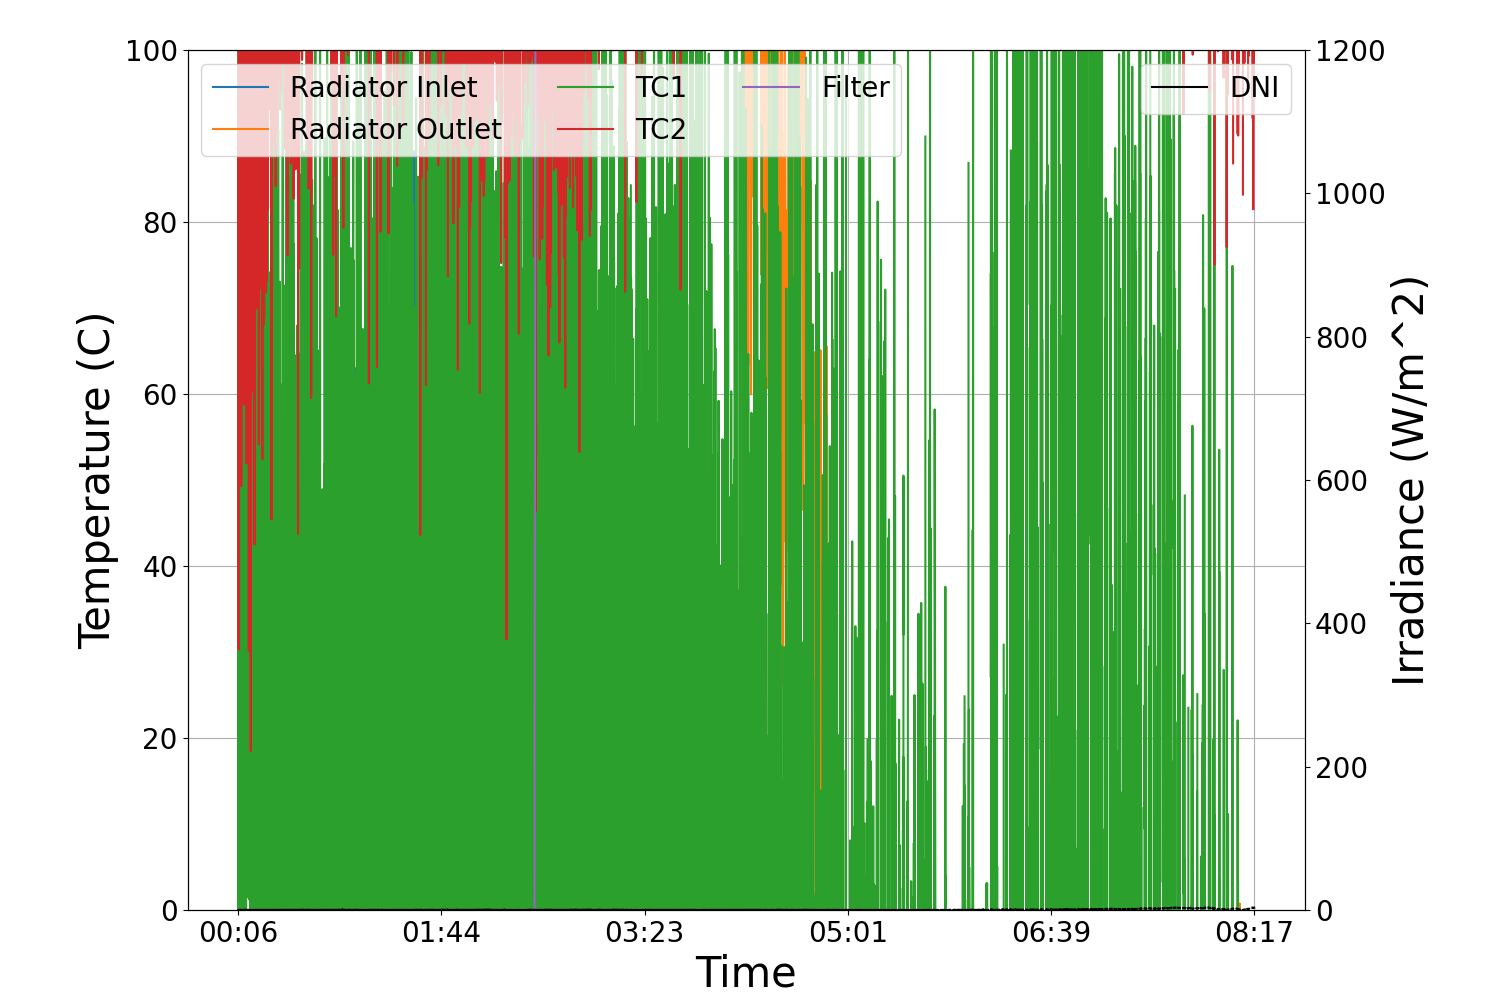 Radiator Inlet
Radiator Outlet
TC1
TC2
Filter
DNI
Temperature (C)
100
80
60
40
20
0
Irradiance (W/m^2)
1200
1000
800
600
400
200
0
00:06
01:44
03:23
05:01
06:39
08:17
Time